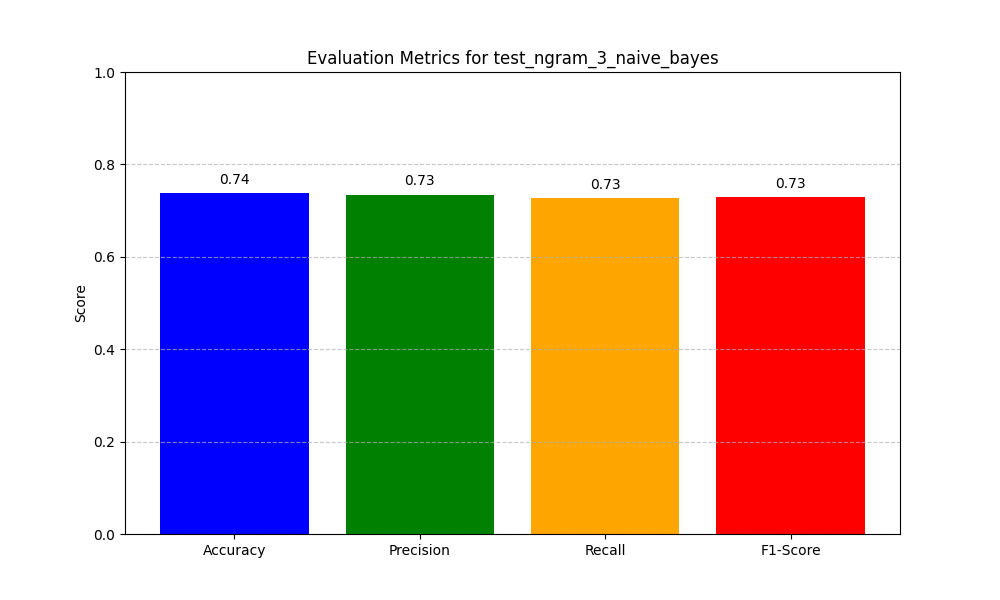 Evaluation Metrics for test_ngram_3_naive_bayes
1.0
0.8
0.6
0.4
0.2
0.0
Score
0.74
0.73
0.73
0.73
Accuracy
Precision
Recall
F1-Score